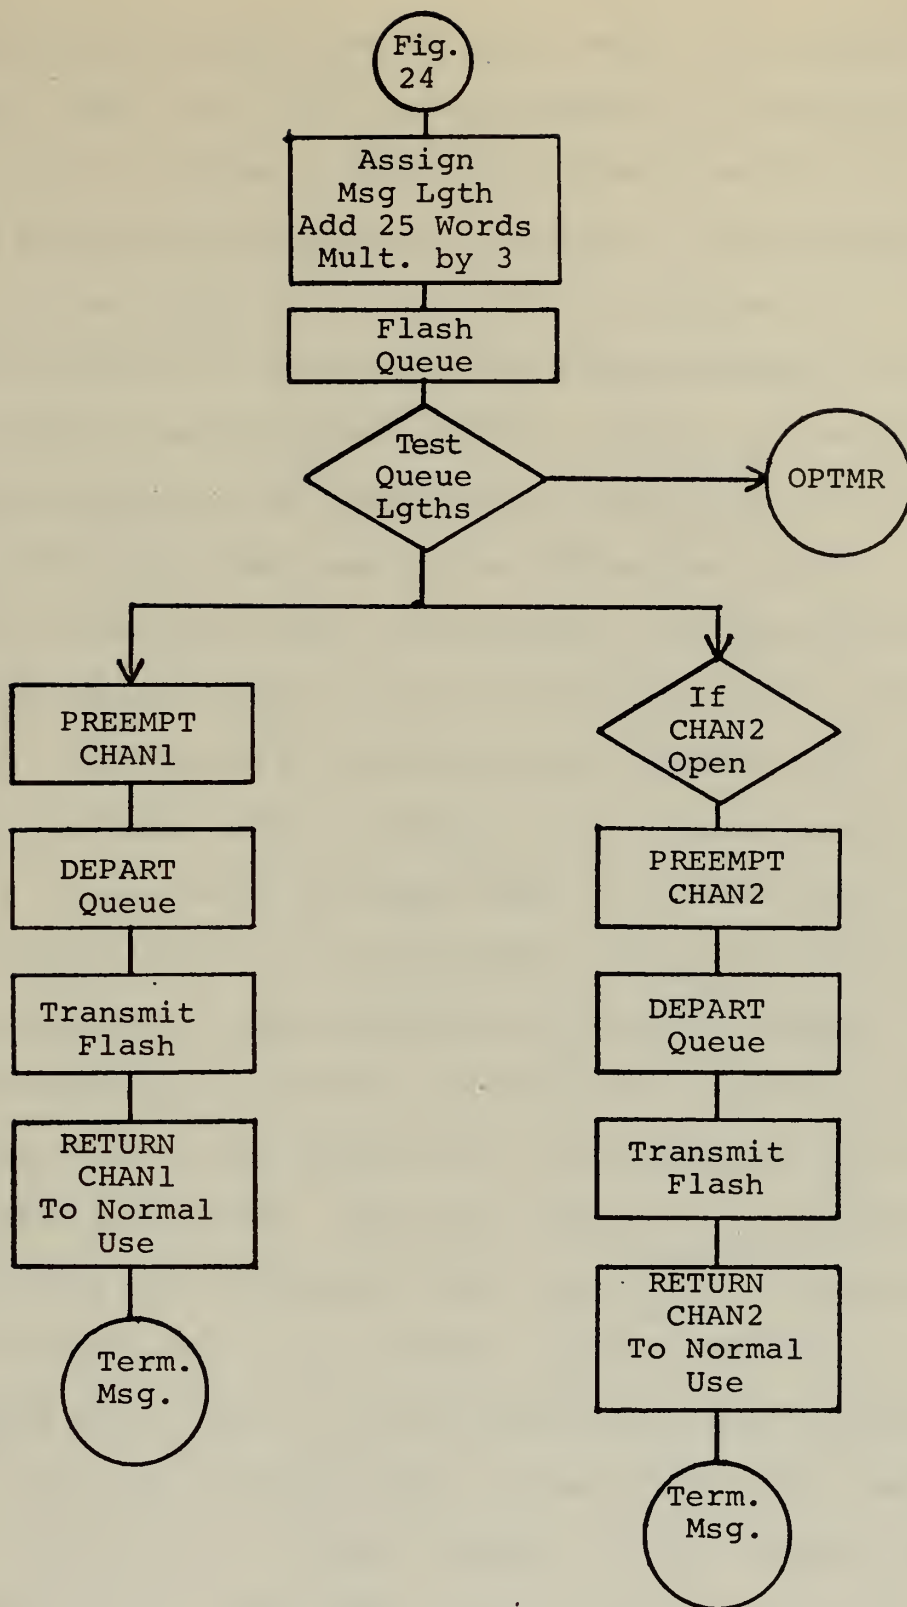 Fig.
24
Assign
Msg Lgth
Add 25 Words
Mult. by 3
Flash
Queue
Test
Queue
Lgths
OPTMR
PREEMPT
CHAN1
DEPART
Queue
Transmit
Flash
RETURN
CHAN1
To Normal
Use
Term.
Msg.
If
CHAN2
Open
PREEMPT
CHAN2
DEPART
Queue
Transmit
Flash
RETURN
CHAN2
To Normal
Use
Term.
Msg.